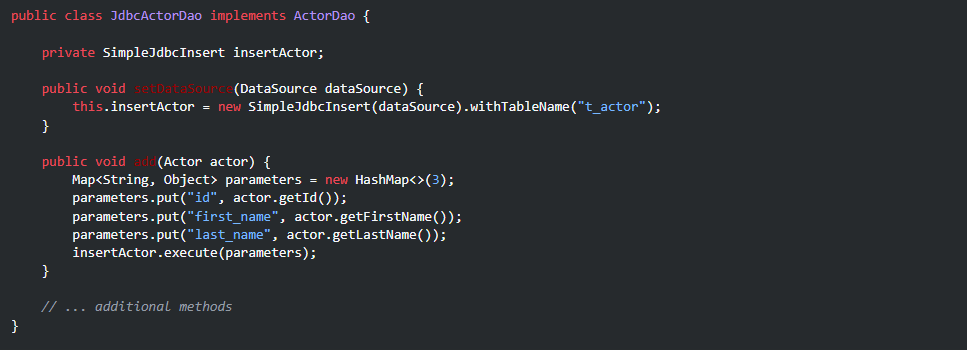 public class JdbcActorDao implements ActorDao {
    private SimpleJdbcInsert insertActor;
    public void setDataSource(DataSource dataSource) {
        this.insertActor = new SimpleJdbcInsert(dataSource).withTableName("t_actor");
    }
    public void add(Actor actor) {
        Map<String, Object> parameters = new HashMap<>(3);
        parameters.put("id", actor.getId());
        parameters.put("first_name", actor.getFirstName());
        parameters.put("last_name", actor.getLastName());
        insertActor.execute(parameters);
    }
    // ... additional methods
}